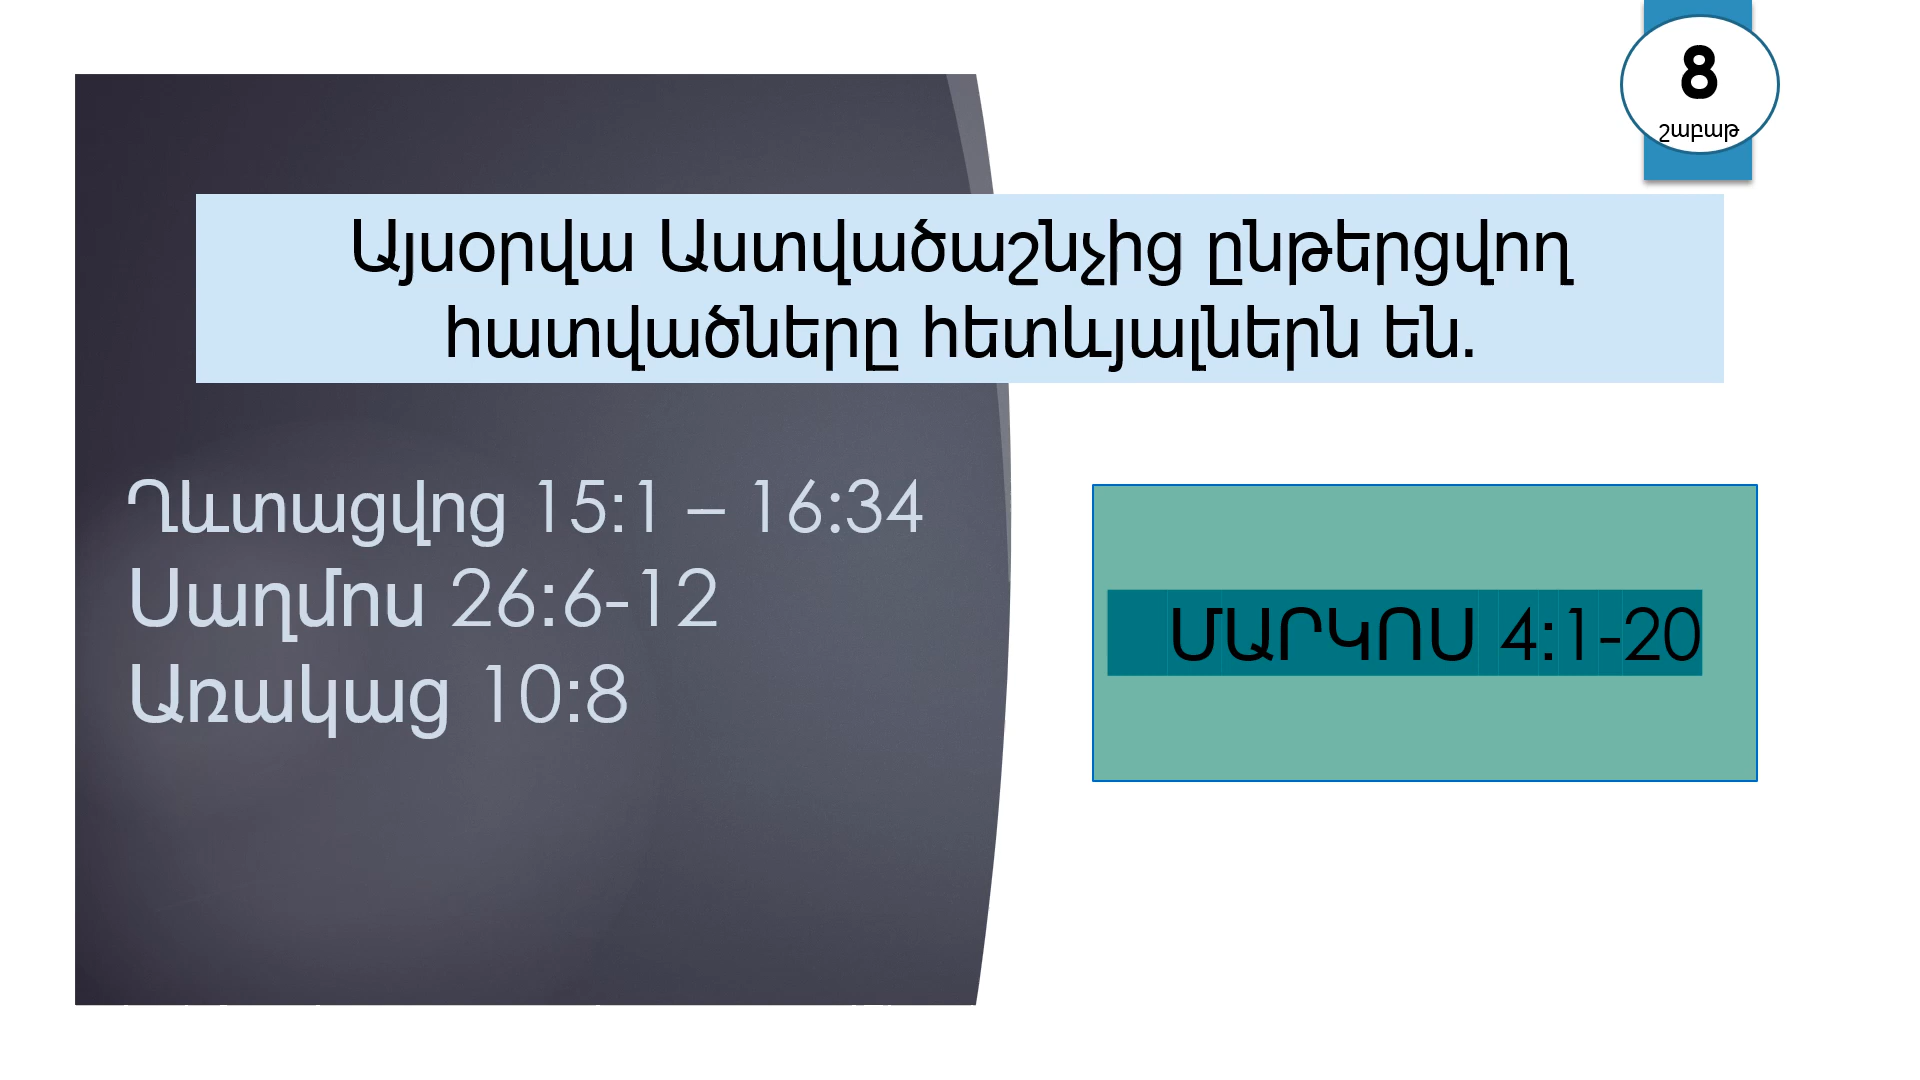 8
շաբաթ
Այսօրվա Աստվածաշնչից ընթերցվող
հատվածները հետևյալներն են.
Ղևտացվոց 15:1 – 16:34
Սաղմոս 26:6-12
Առակաց 10:8
ՄԱՐԿՈՍ 4:1-20